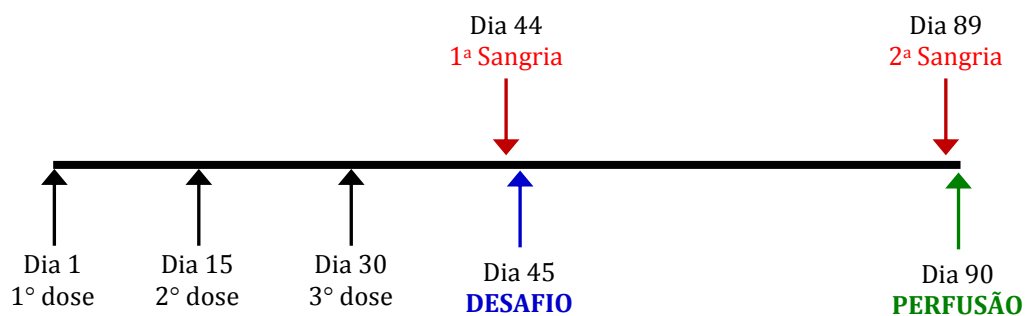 Dia 44
1ª Sangria
Dia 89
2ª Sangria
Dia 1
1° dose
Dia 15
2° dose
Dia 30
3° dose
Dia 45
DESAFIO
Dia 90
PERFUSÃO